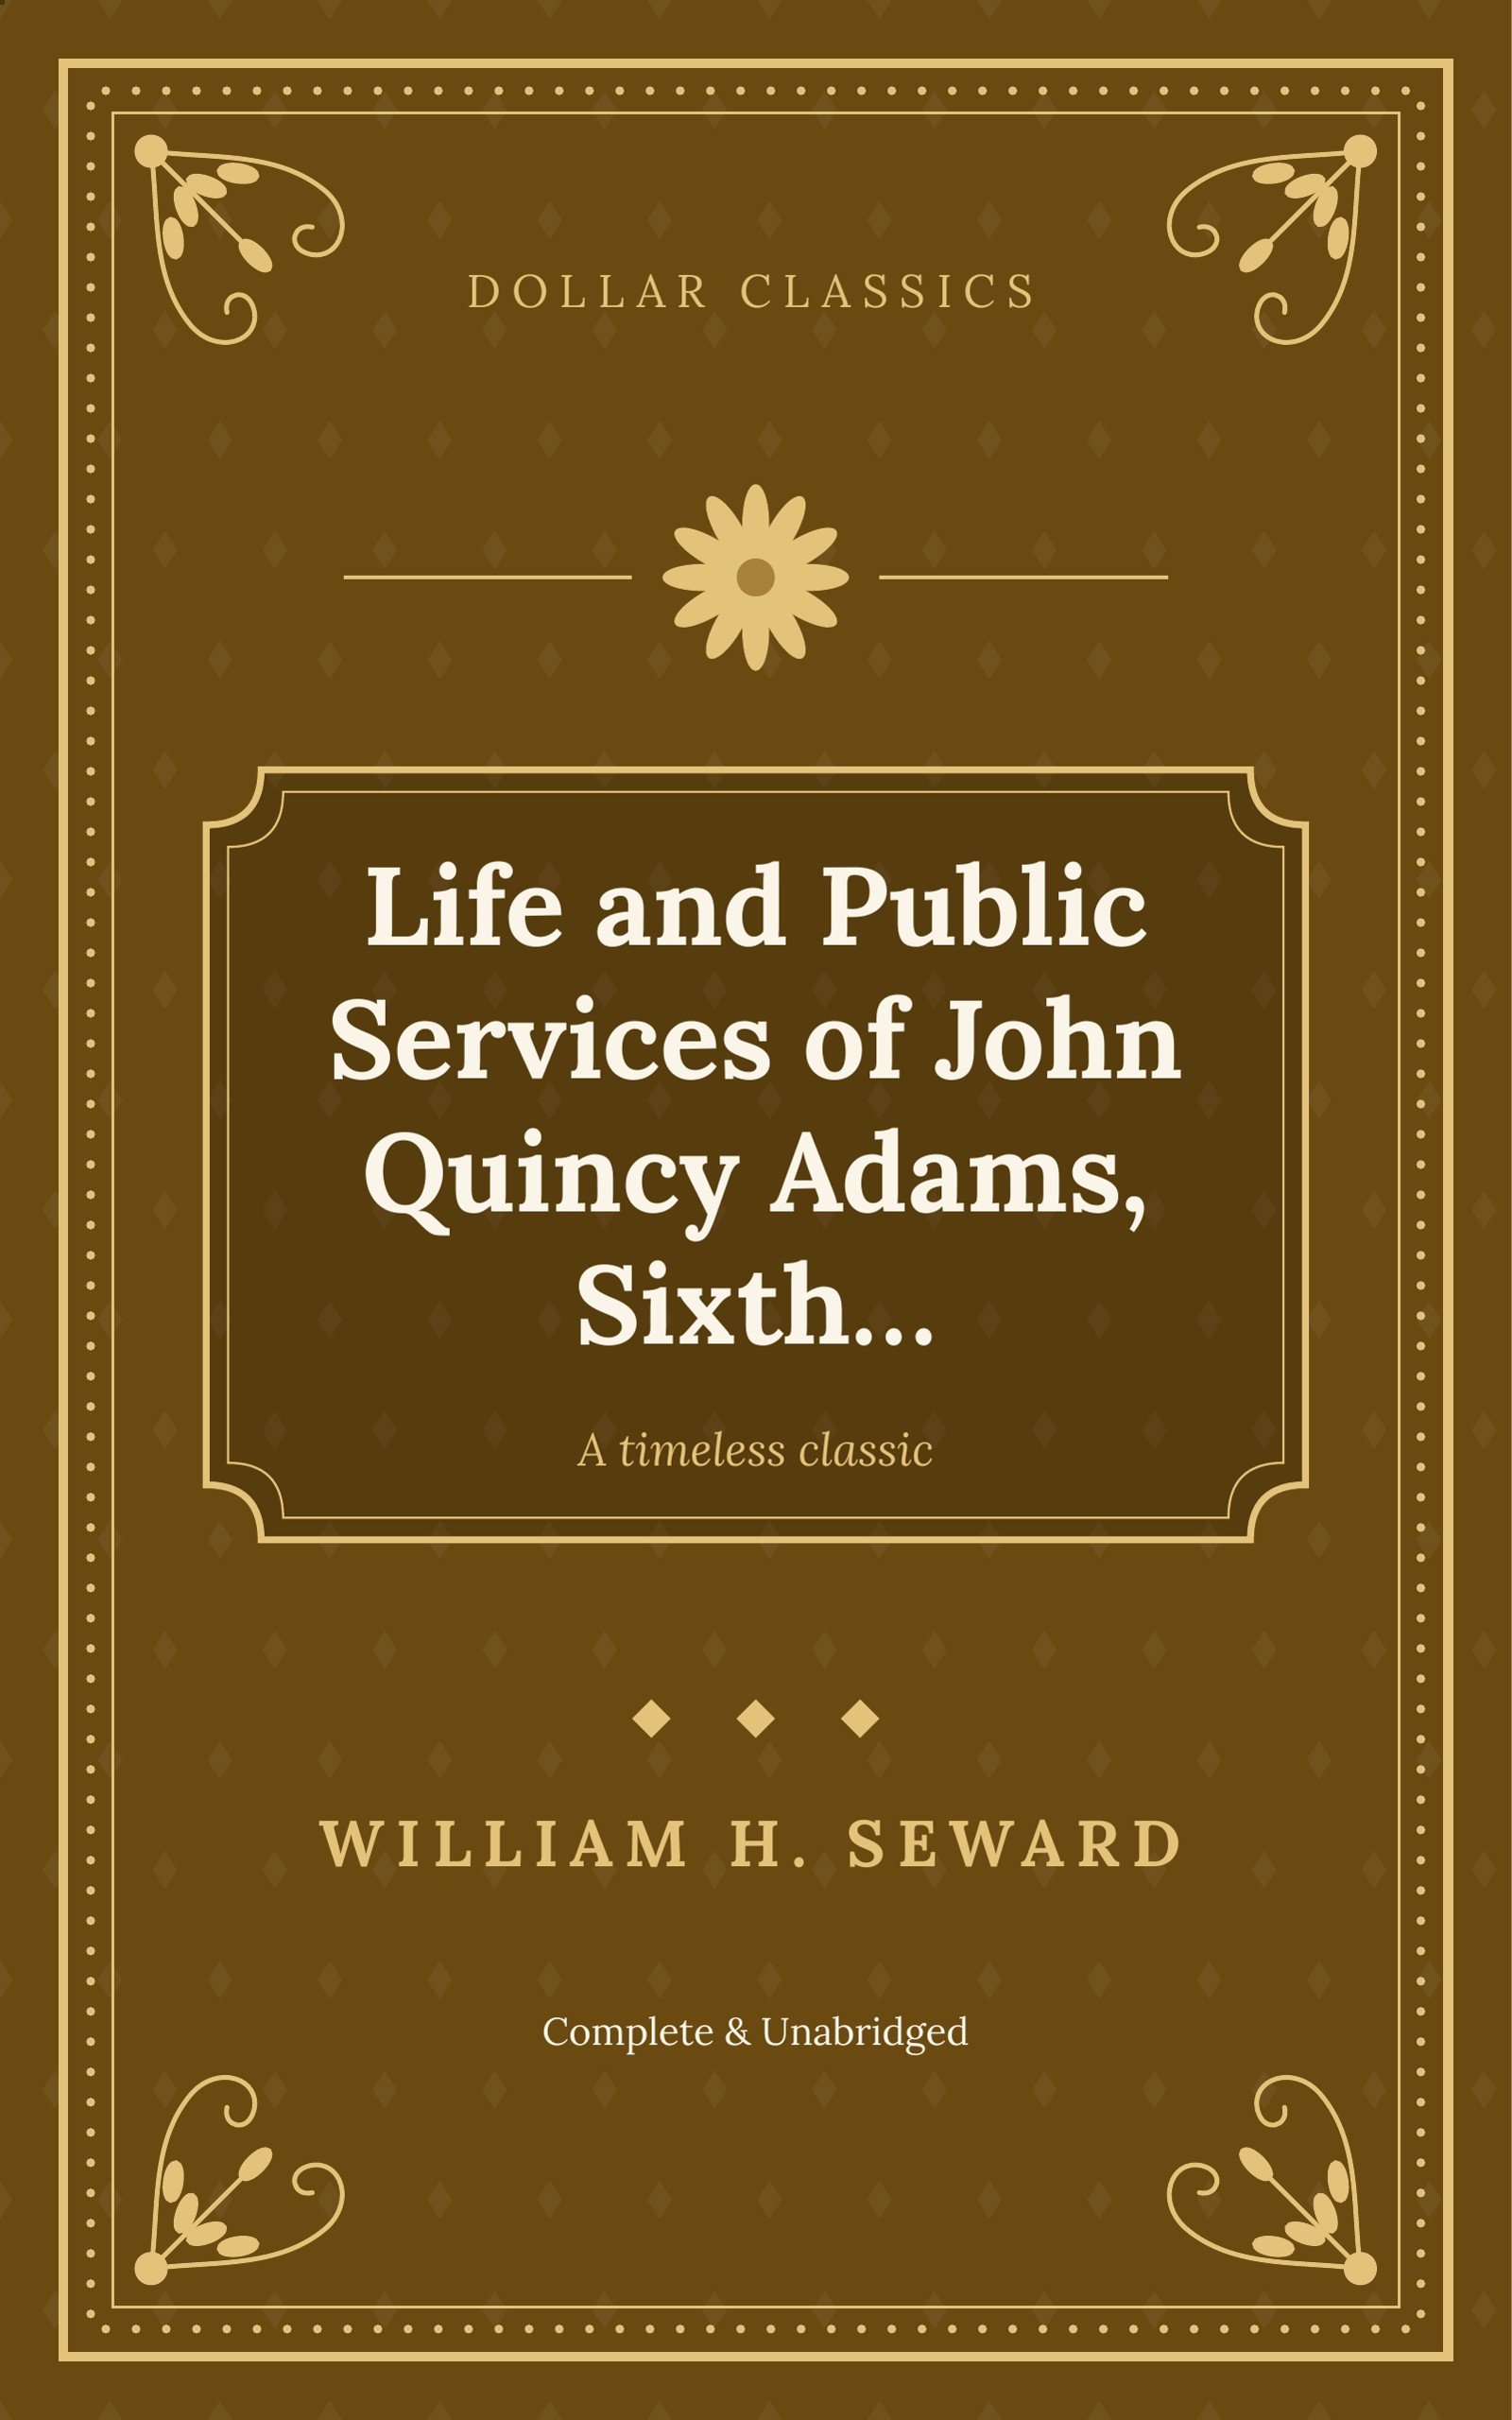 DOLLAR CLASSICS
Life and Public
Services of John
Quincy Adams,
Sixth...
A timeless classic
WILLIAM H. SEWARD
Complete & Unabridged